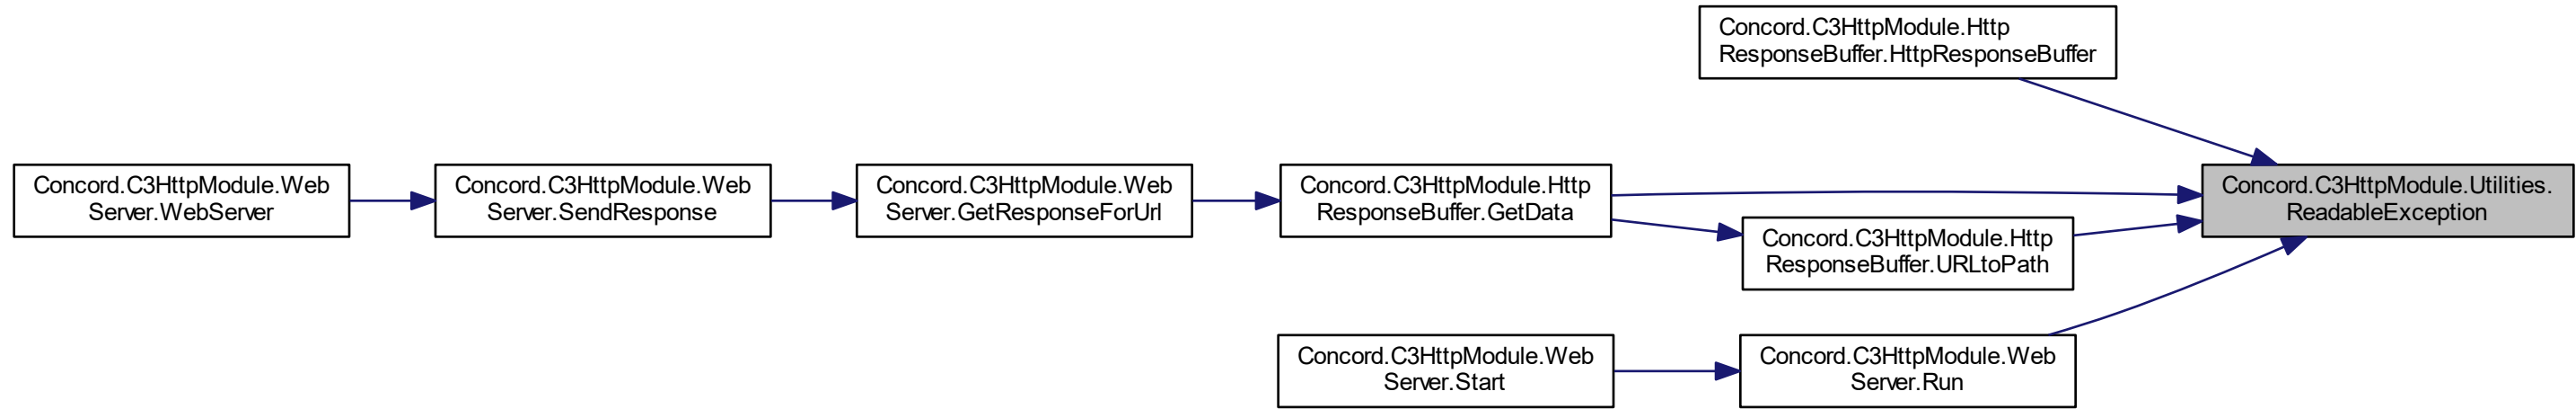 Concord.C3HttpModule.Http
ResponseBuffer.HttpResponseBuffer
Concord.C3HttpModule.Web
Server.WebServer
Concord.C3HttpModule.Web
Server.SendResponse
Concord.C3HttpModule.Web
Server.GetResponseForUrl
Concord.C3HttpModule.Http
ResponseBuffer.GetData
Concord.C3HttpModule.Utilities.
ReadableException
Concord.C3HttpModule.Http
ResponseBuffer.URLtoPath
Concord.C3HttpModule.Web
Server.Start
Concord.C3HttpModule.Web
Server.Run